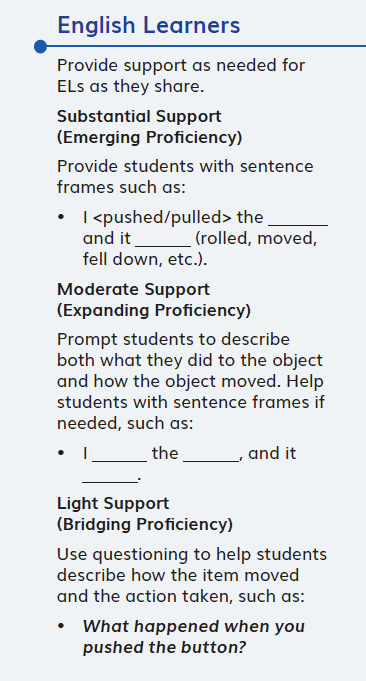 English Learners
Provide support as needed for
ELs as they share.
Substantial Support
(Emerging Proficiency)
Provide students with sentence
frames such as:
• I <pushed/pulled> the ______
and it ______ (rolled, moved,
fell down, etc.).
Moderate Support
(Expanding Proficiency)
Prompt students to describe
both what they did to the object
and how the object moved. Help
students with sentence frames if
needed, such as:
• I ______ the ______, and it
______.
Light Support
(Bridging Proficiency)
Use questioning to help students
describe how the item moved
and the action taken, such as:
• What happened when you
pushed the button?